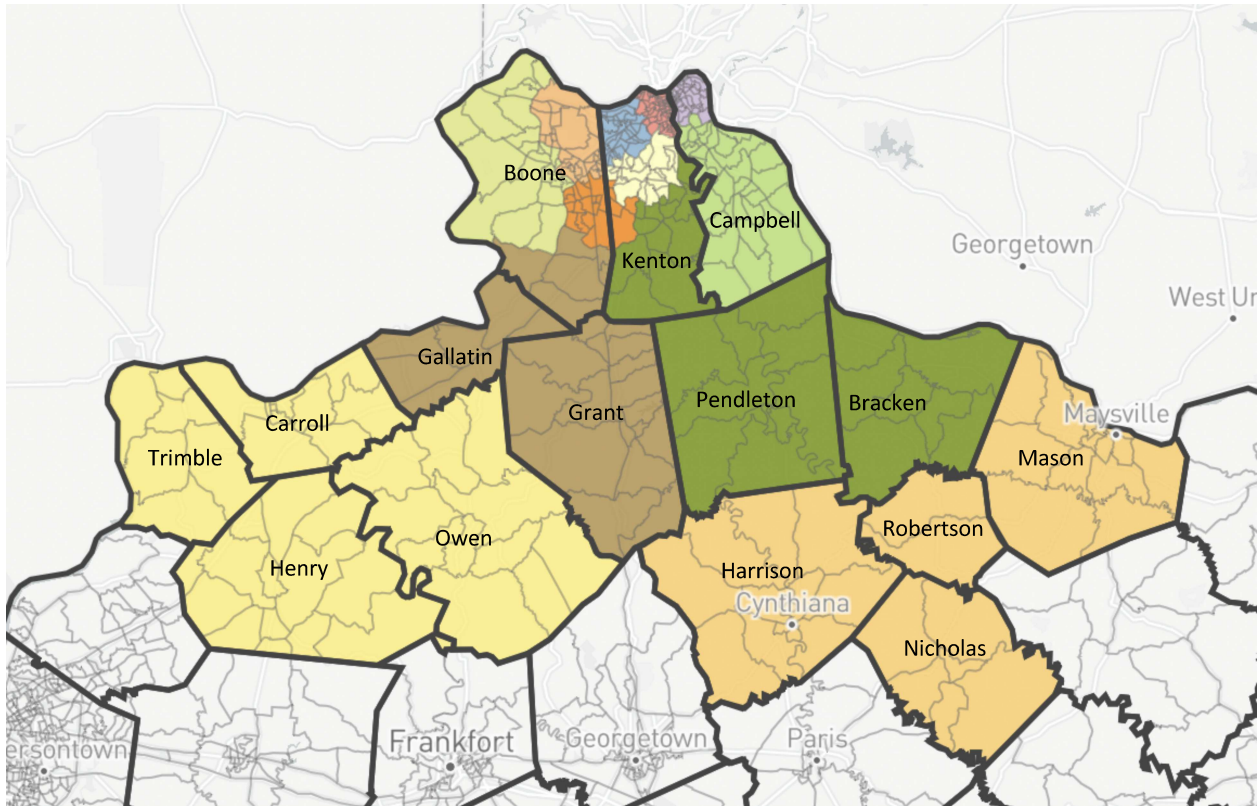 Boone
Campbell
Georgetown
Kenton
West Un
Gallatin
Pendleton
Bracken
Grant
Carroll
Maysville
Trimble
Mason
Robertson
Owen
Henry
Harrison
Cynthiana
Nicholas
Frankfort
Georgetown
Paris
ersontown